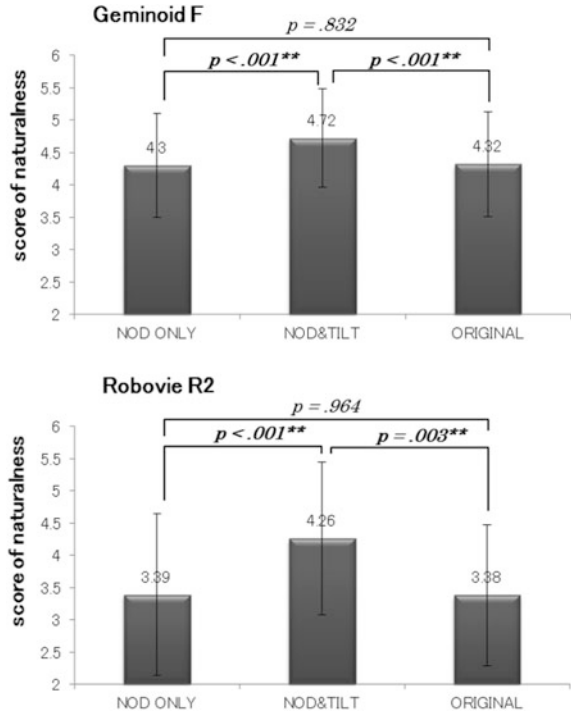 Geminoid F
p = .832
p < .001** p < .001**
score of naturalness
6
5.5
5
4.5
4
3.5
3
2.5
2
4.3
4.72
4.32
NOD ONLY NOD&TILT ORIGINAL
Robovie R2
p = .964
p < .001** p = .003**
score of naturalness
6
5.5
5
4.5
4
3.5
3
2.5
2
3.39
4.26
3.38
NOD ONLY NOD&TILT ORIGINAL